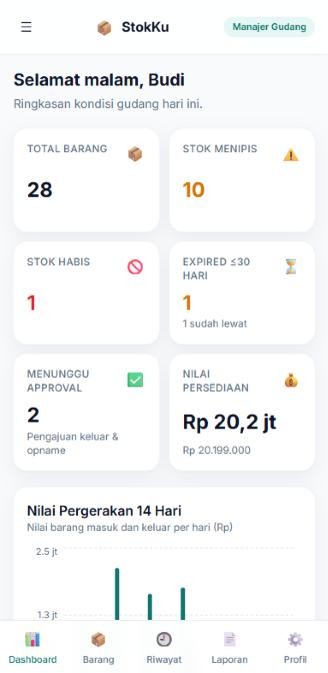 StokKu
Manajer Gudang
Selamat malam, Budi
Ringkasan kondisi gudang hari ini.
TOTAL BARANG
28
STOK MENIPIS
10
STOK HABIS
1
EXPIRED ≤30
HARI
1
1 sudah lewat
MENUNGGU
APPROVAL
2
Pengajuan keluar &
opname
NILAI
PERSEDIAAN
Rp 20,2 jt
Rp 20.199.000
Nilai Pergerakan 14 Hari
Nilai barang masuk dan keluar per hari (Rp)
2.5 jt
1.3 jt
Dashboard
Barang
Riwayat
Laporan
Profil